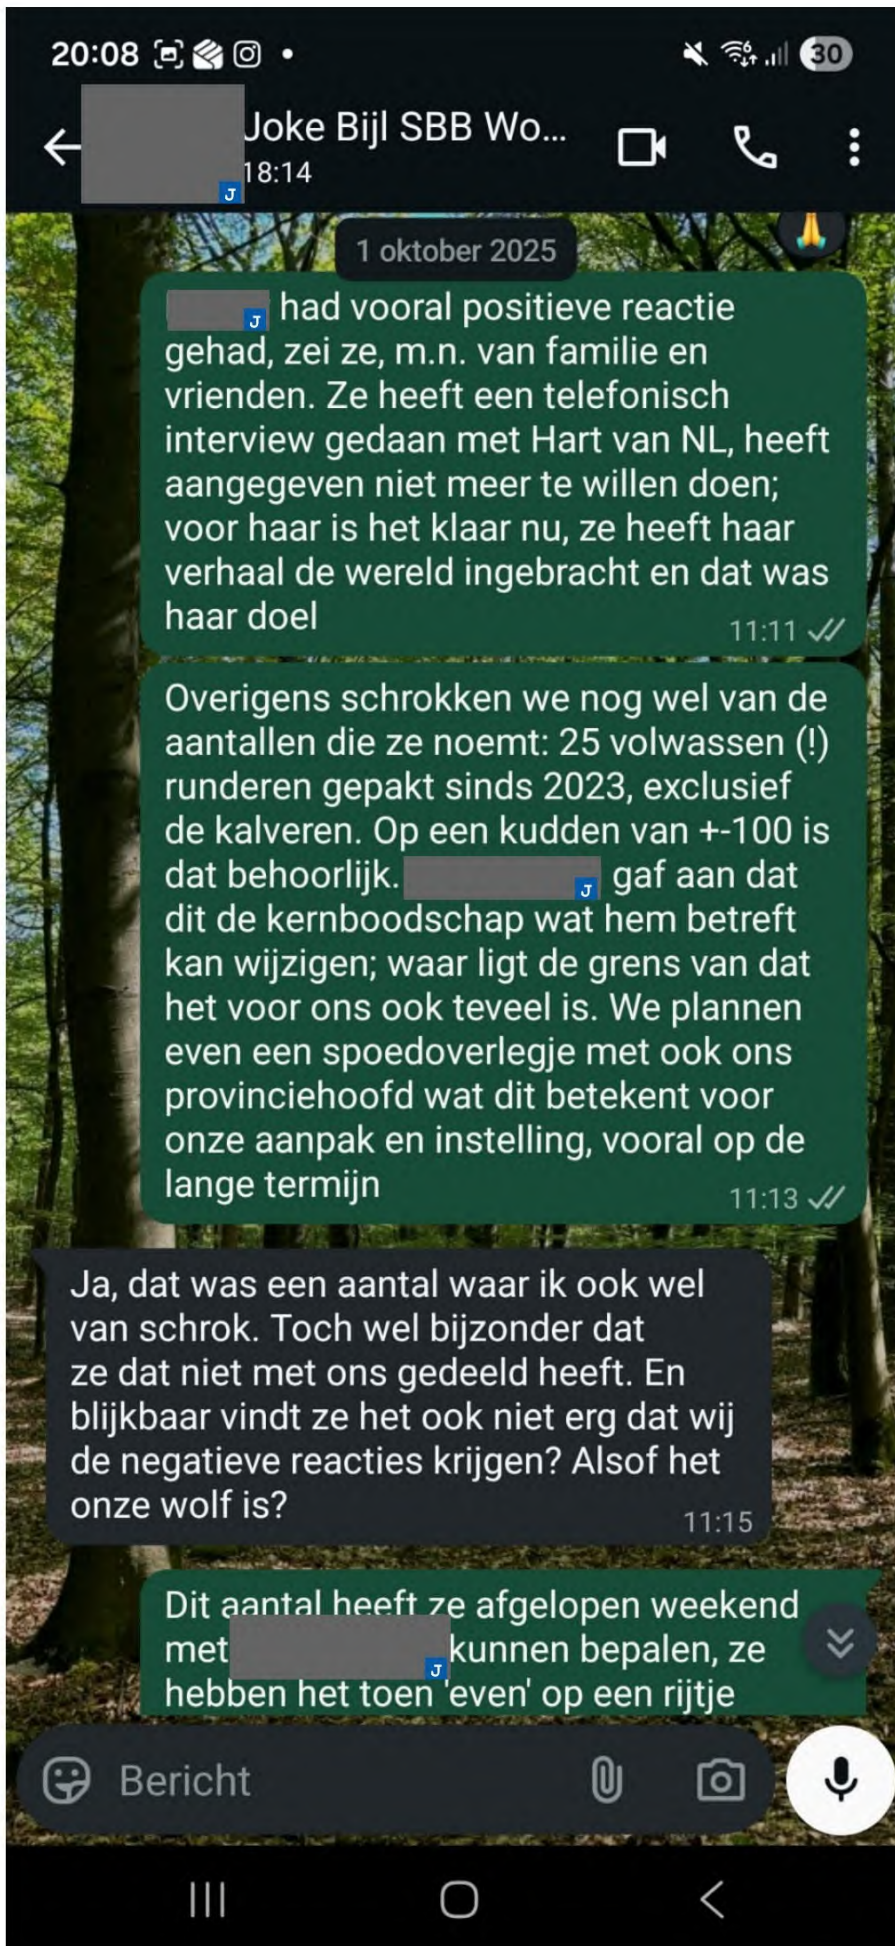 20:08
30
Joke Bijl SBB Wo...
18:14
J
1 oktober 2025
J had vooral positieve reactie
gehad, zei ze, m.n. van familie en
vrienden. Ze heeft een telefonisch
interview gedaan met Hart van NL, heeft
aangegeven niet meer te willen doen;
voor haar is het klaar nu, ze heeft haar
verhaal de wereld ingebracht en dat was
haar doel
11:11
Overigens schrokken we nog wel van de
aantallen die ze noemt: 25 volwassen (!)
runderen gepakt sinds 2023, exclusief
de kalveren. Op een kudden van +-100 is
dat behoorlijk. J gaf aan dat
dit de kernboodschap wat hem betreft
kan wijzigen; waar ligt de grens van dat
het voor ons ook teveel is. We plannen
even een spoedoverlegje met ook ons
provinciehoofd wat dit betekent voor
onze aanpak en instelling, vooral op de
lange termijn
11:13
Ja, dat was een aantal waar ik ook wel
van schrok. Toch wel bijzonder dat
ze dat niet met ons gedeeld heeft. En
blijkbaar vindt ze het ook niet erg dat wij
de negatieve reacties krijgen? Alsof het
onze wolf is?
11:15
Dit aantal heeft ze afgelopen weekend
met J kunnen bepalen, ze
hebben het toen 'even' op een rijtje
Bericht